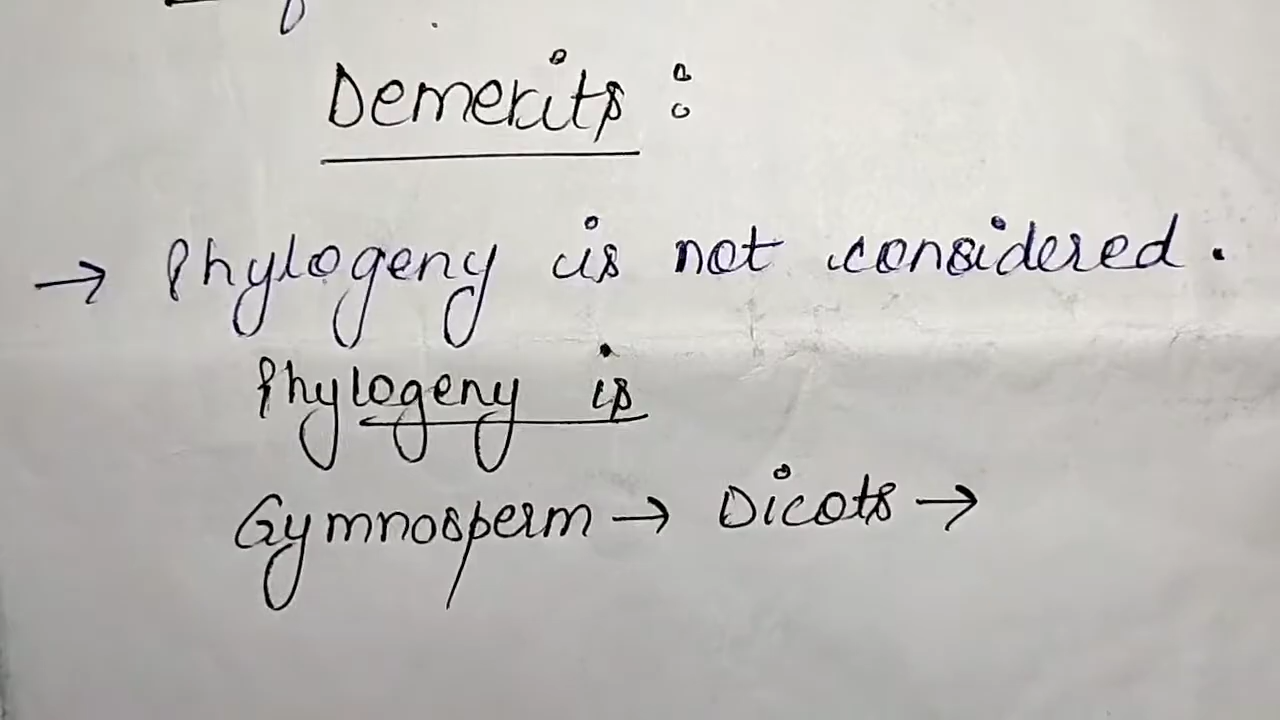 Demerits :
→ Phylogeny is not considered.
Phylogeny is
Gymnosperm → Dicots →